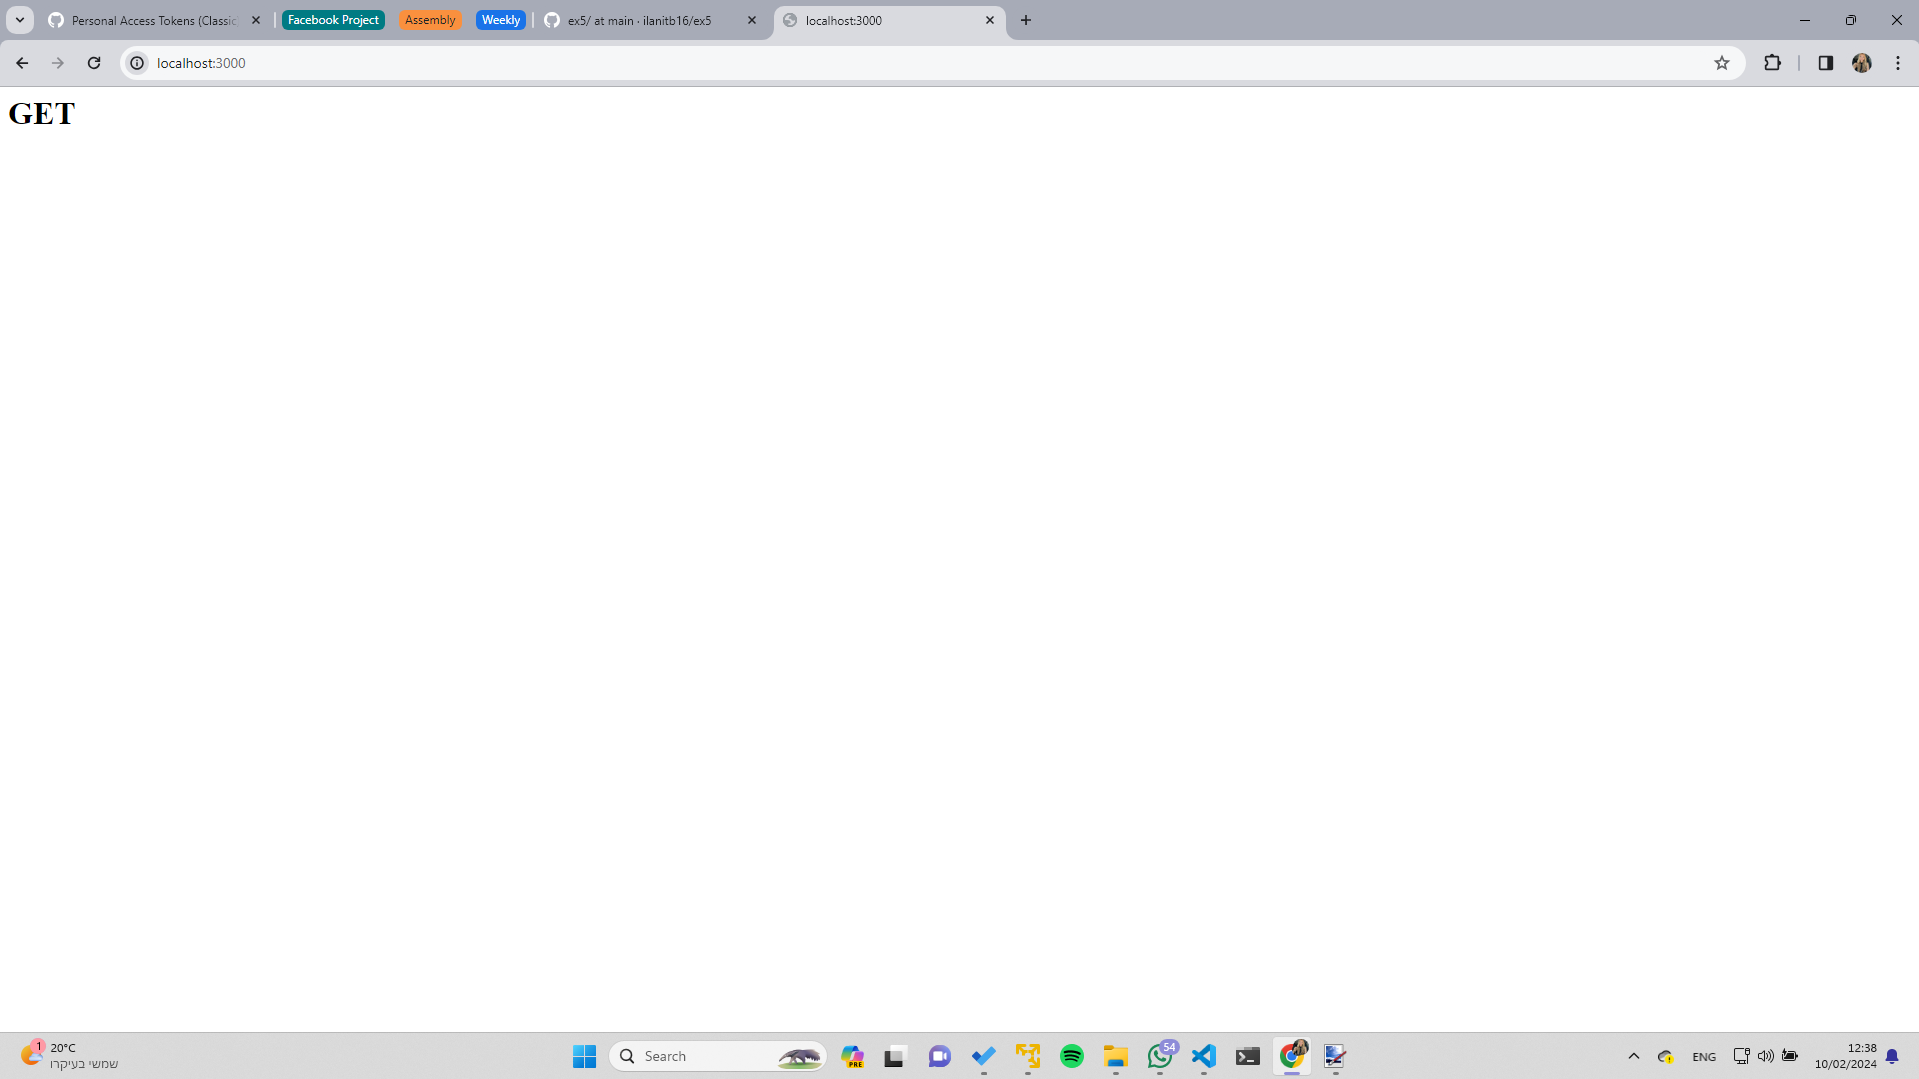 Personal Access Tokens (Classic
Facebook Project
Assembly
Weekly
ex5/ at main · ilanitb16/ex5
localhost:3000
localhost:3000
GET
1
20°C
שמשי בעיקרו
Search
PRE
54
ENG
12:38
10/02/2024